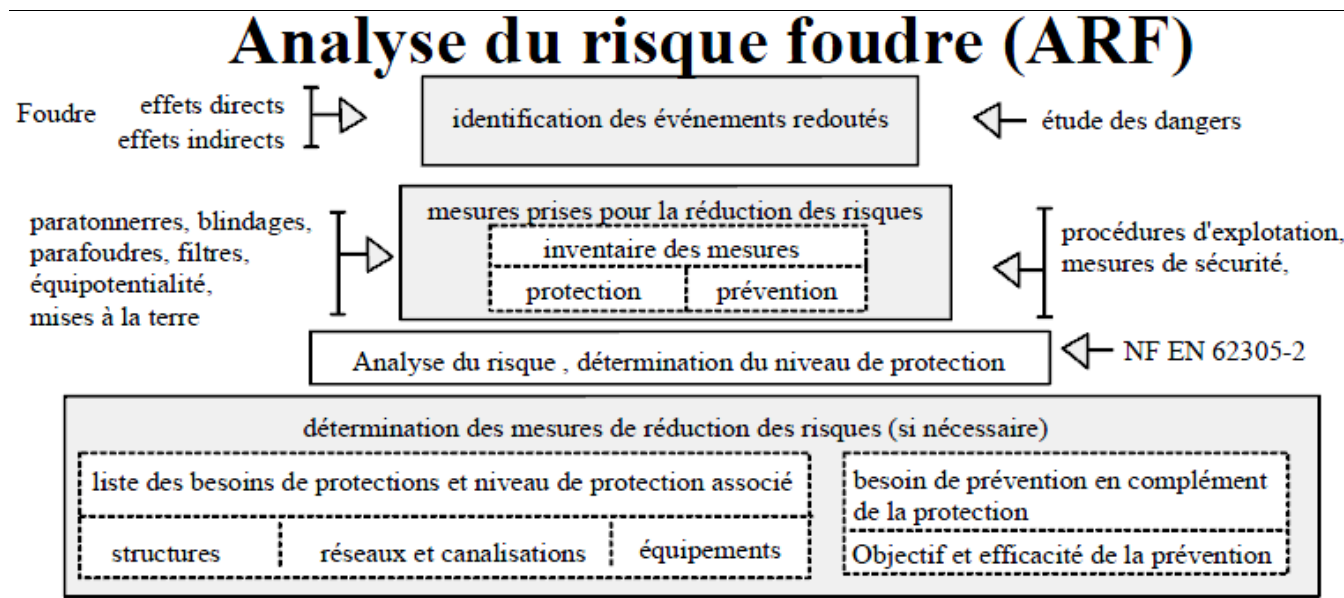 Analyse du risque foudre (ARF)
Foudre
effets directs
effets indirects
identification des événements redoutés
étude des dangers
paratonnerres, blindages,
parafoudres, filtres,
équipotentialité,
mises à la terre
mesures prises pour la réduction des risques
inventaire des mesures
protection
prévention
procédures d'explotation,
mesures de sécurité,
Analyse du risque , détermination du niveau de protection
NF EN 62305-2
détermination des mesures de réduction des risques (si nécessaire)
liste des besoins de protections et niveau de protection associé
structures
réseaux et canalisations
équipements
besoin de prévention en complément
de la protection
Objectif et efficacité de la prévention